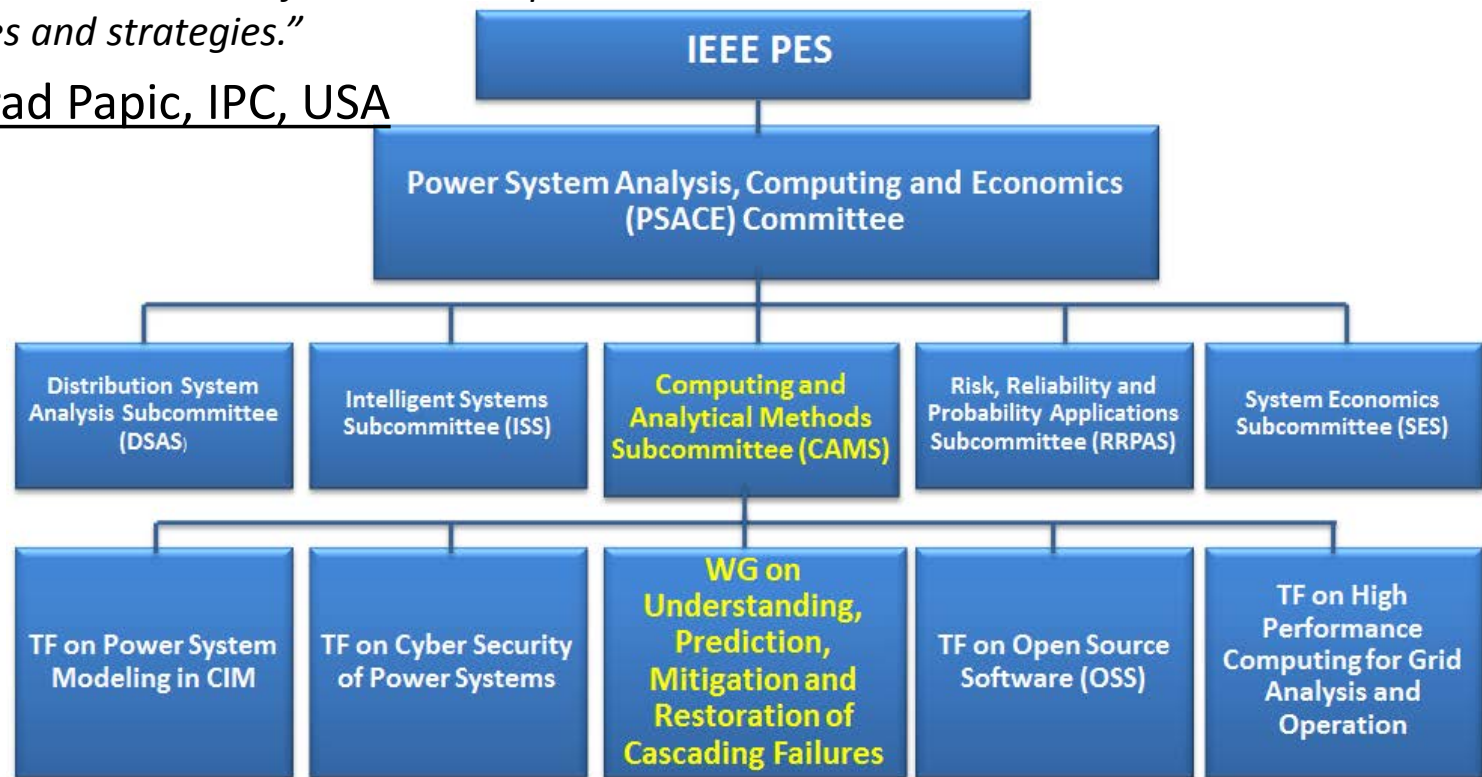 es and strategies.”
ad Papic, IPC, USA
IEEE PES
Power System Analysis, Computing and Economics
(PSACE) Committee
Distribution System
Analysis Subcommittee
(DSAS)
Intelligent Systems
Subcommittee (ISS)
Computing and
Analytical Methods
Subcommittee (CAMS)
Risk, Reliability and
Probability Applications
Subcommittee (RRPAS)
System Economics
Subcommittee (SES)
TF on Power System
Modeling in CIM
TF on Cyber Security
of Power Systems
WG on
Understanding,
Prediction,
Mitigation and
Restoration of
Cascading Failures
TF on Open Source
Software (OSS)
TF on High
Performance
Computing for Grid
Analysis and
Operation